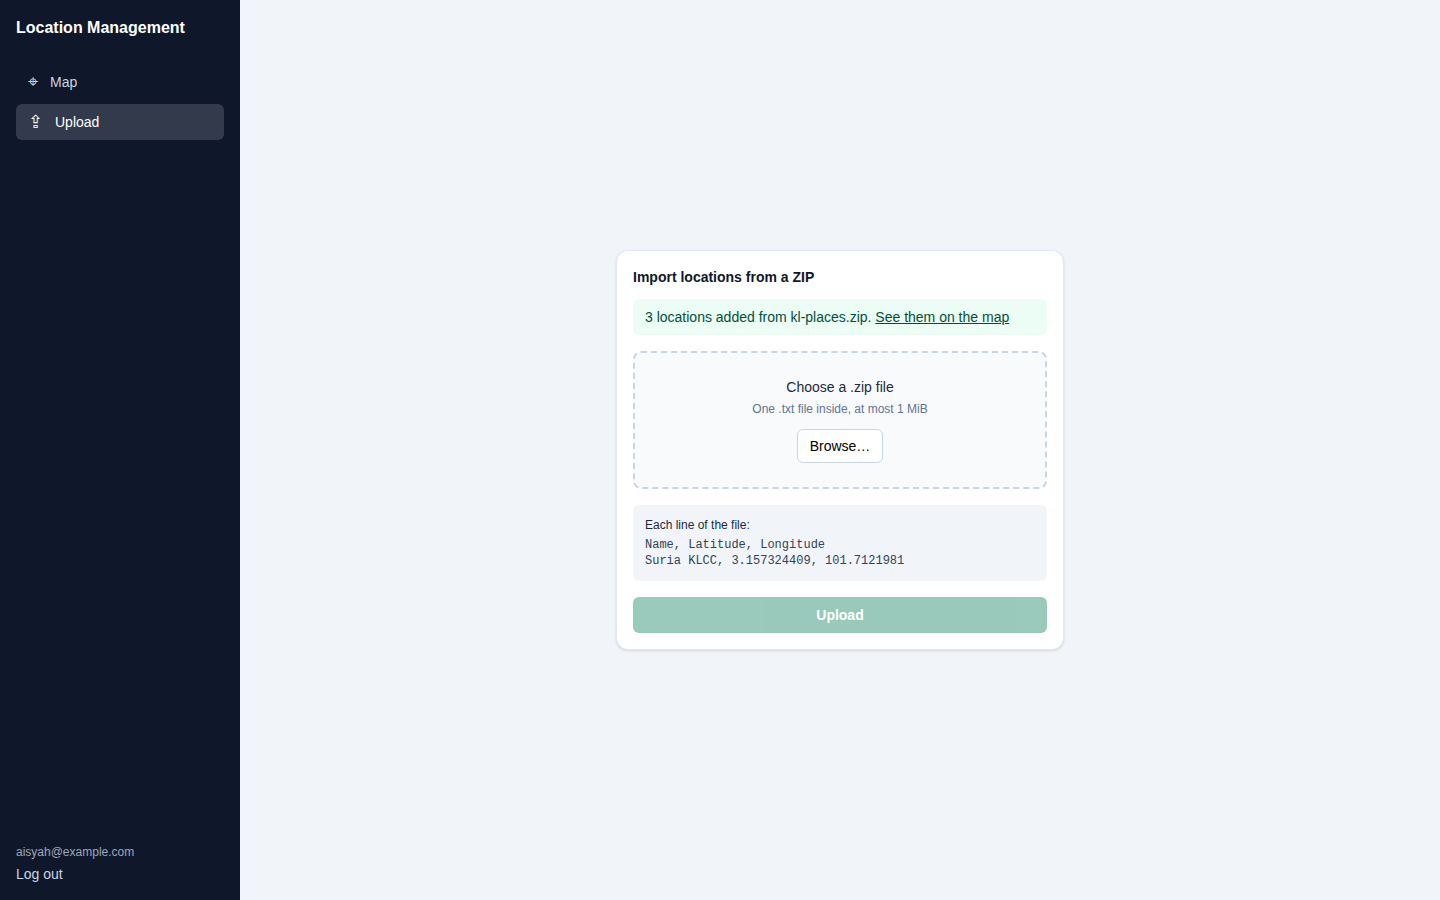 Location Management
Map
Upload
Import locations from a ZIP
3 locations added from kl-places.zip. See them on the map
Choose a .zip file
One .txt file inside, at most 1 MiB
Browse…
Each line of the file:
Name, Latitude, Longitude
Suria KLCC, 3.157324409, 101.7121981
Upload
aisyah@example.com
Log out